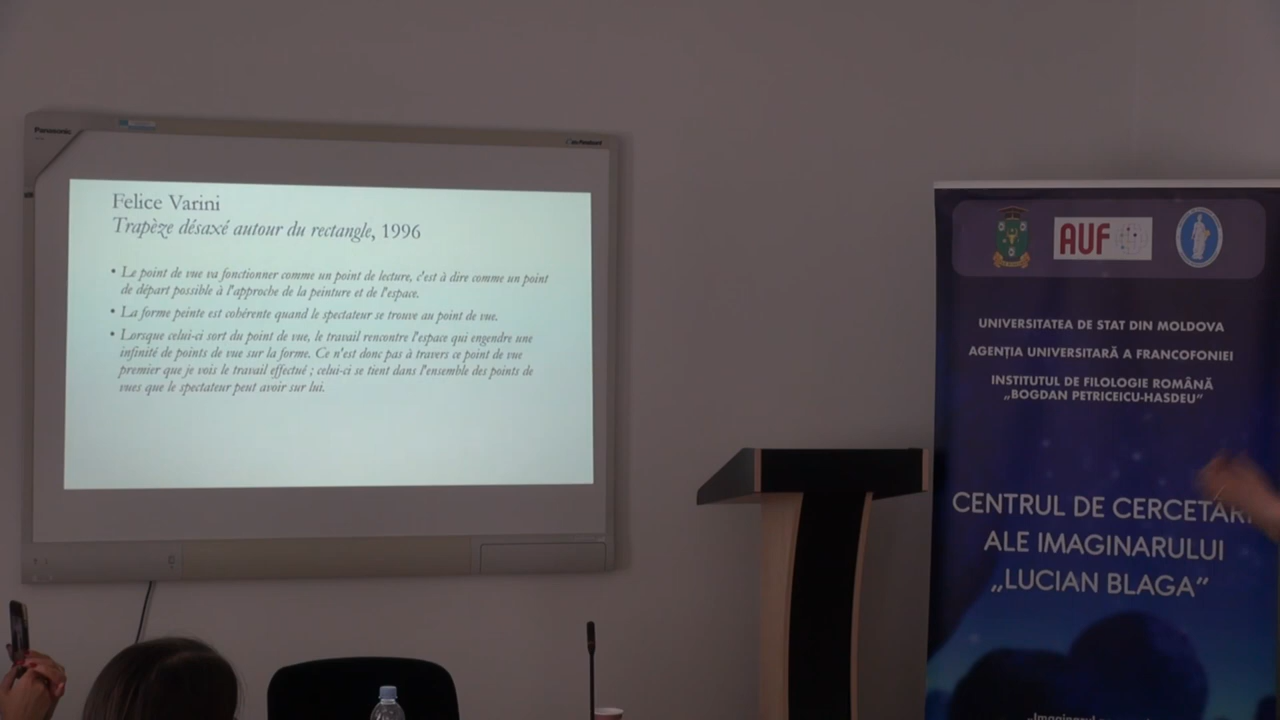 Panasonic
Felice Varini
Trapèze désaxé autour du rectangle, 1996
• Le point de vue va fonctionner comme un point de lecture, c'est à dire comme un point
de départ possible à l'approche de la peinture et de l'espace.
• La forme peinte est cohérente quand le spectateur se trouve au point de vue.
• Lorsque celui-ci sort du point de vue, le travail rencontre l'espace qui engendre une
infinité de points de vue sur la forme. Ce n'est donc pas à travers ce point de vue
premier que je vois le travail effectué ; celui-ci se tient dans l'ensemble des points de
vues que le spectateur peut avoir sur lui.
AUF
UNIVERSITATEA DE STAT DIN MOLDOVA
AGENȚIA UNIVERSITARĂ A FRANCOFONIEI
INSTITUTUL DE FILOLOGIE ROMÂNĂ
„BOGDAN PETRICEICU-HASDEU”
CENTRUL DE CERCETĂRI
ALE IMAGINARULUI
„LUCIAN BLAGA”